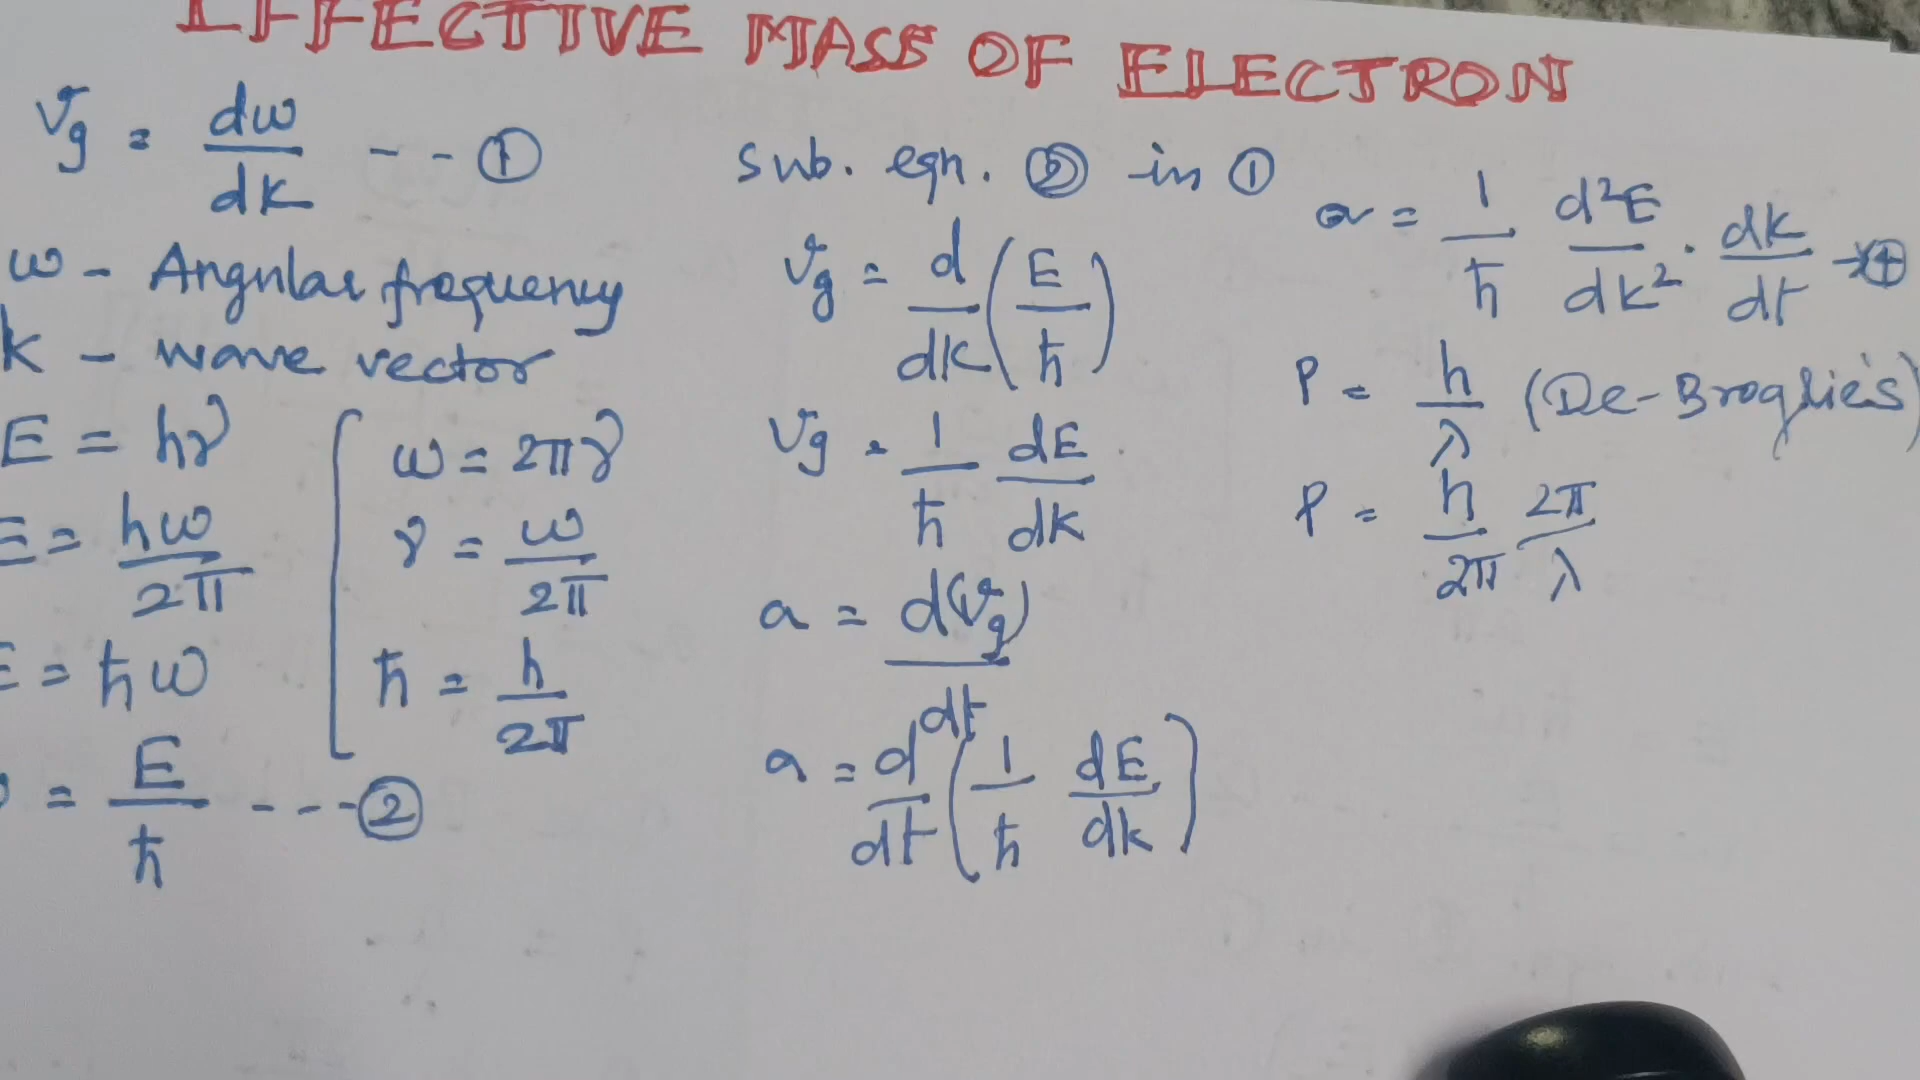 EFFECTIVE MASS OF ELECTRON
Vg = dω/dk -- ①
ω - Angular frequency
k - wave vector
E = hγ
E = hω/2π
E = ħω
= E/ħ ----②
ω = 2πγ
γ = ω/2π
ħ = h/2π
sub. eqn. ② in ①
Vg = d/dk (E/ħ)
Vg = 1/ħ dE/dk
a = d(Vg)/dt
a = d/dt (1/ħ dE/dk)
a = 1/ħ d²E/dk² · dk/dt → ④
P = h/λ (De-Broglie's)
P = h/2π 2π/λ